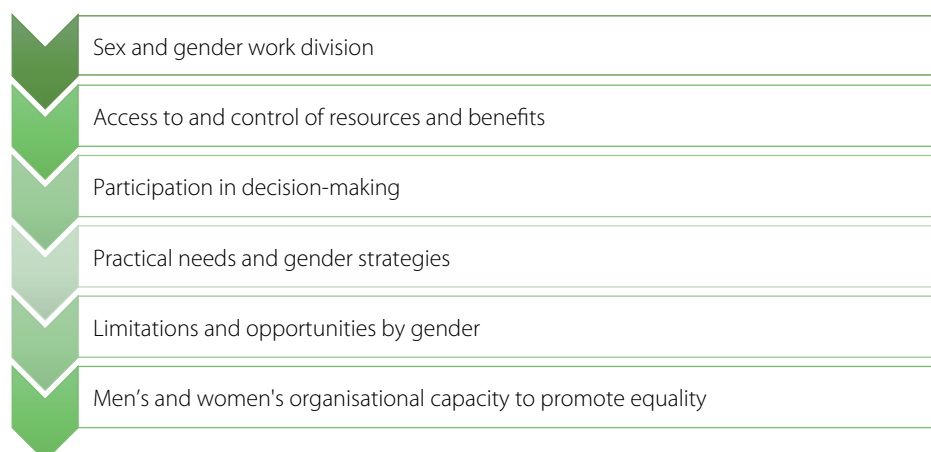 Sex and gender work division
Access to and control of resources and benefits
Participation in decision-making
Practical needs and gender strategies
Limitations and opportunities by gender
Men’s and women's organisational capacity to promote equality